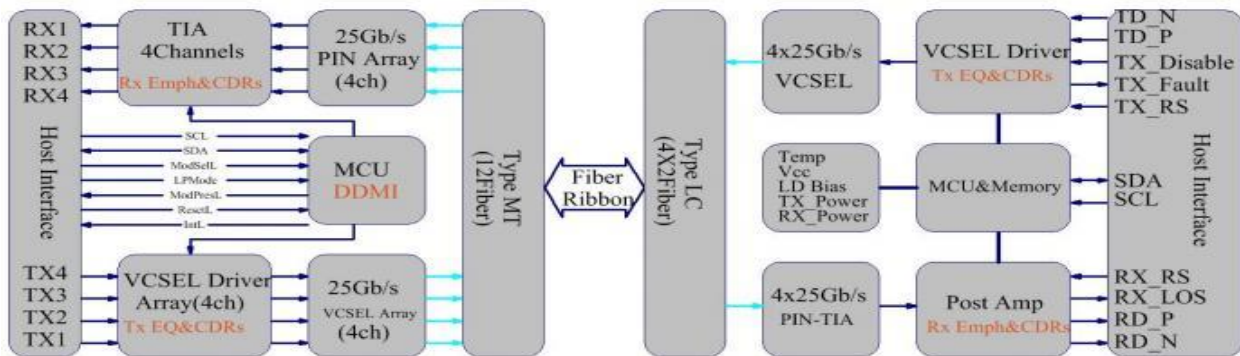 RX1
RX2
RX3
RX4
Host Interface
TX4
TX3
TX2
TX1
TIA
4Channels
Rx Emph&CDRs
25Gb/s
PIN Array
(4ch)
SCL
SDA
ModSelL
LPMode
ModPresL
ResetL
IntL
MCU
DDMI
VCSEL Driver
Array(4ch)
Tx EQ&CDRs
25Gb/s
VCSEL Array
(4ch)
Type MT
(12Fiber)
Fiber
Ribbon
Type LC
(4X2Fiber)
4x25Gb/s
VCSEL
VCSEL Driver
Tx EQ&CDRs
Temp
Vcc
LD Bias
TX_Power
RX_Power
MCU&Memory
4x25Gb/s
PIN-TIA
Post Amp
Rx Emph&CDRs
TD_N
TD_P
TX_Disable
TX_Fault
TX_RS
SDA
SCL
Host Interface
RX_RS
RX_LOS
RD_P
RD_N